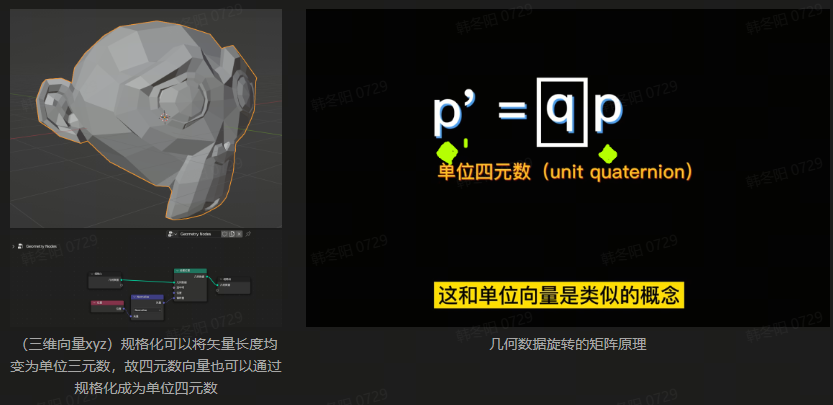 韩冬阳 0729
p' = q p
单位四元数（unit quaternion）
这和单位向量是类似的概念
Geometry Nodes
Geometry Nodes
（三维向量xyz）规格化可以将矢量长度均
变为单位三元数，故四元数向量也可以通过
规格化成为单位四元数
几何数据旋转的矩阵原理